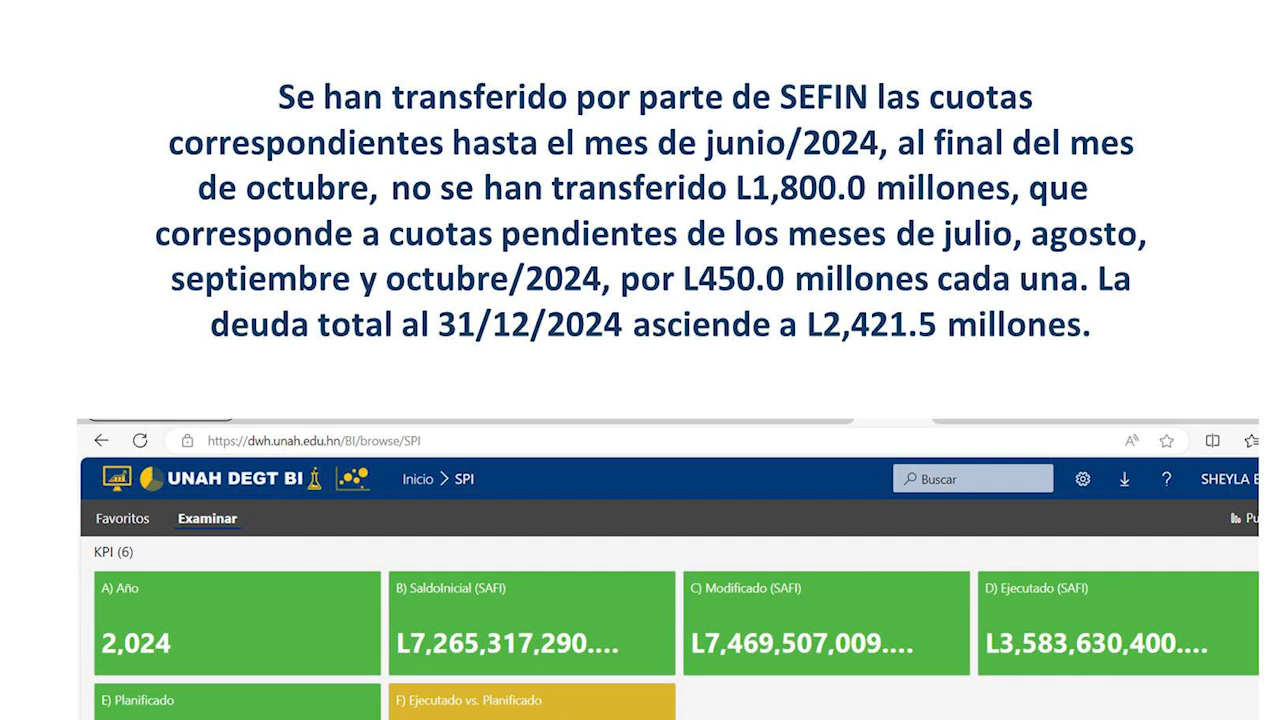 Se han transferido por parte de SEFIN las cuotas
correspondientes hasta el mes de junio/2024, al final del mes
de octubre, no se han transferido L1,800.0 millones, que
corresponde a cuotas pendientes de los meses de julio, agosto,
septiembre y octubre/2024, por L450.0 millones cada una. La
deuda total al 31/12/2024 asciende a L2,421.5 millones.
https://dwh.unah.edu.hn/BI/browse/SPI
UNAH DEGT BI Inicio > SPI Buscar ? SHEYLA
Favoritos Examinar
KPI (6)
A) Año B) SaldoInicial (SAFI) C) Modificado (SAFI) D) Ejecutado (SAFI)
2,024 L7,265,317,290.... L7,469,507,009.... L3,583,630,400....
E) Planificado F) Ejecutado vs. Planificado